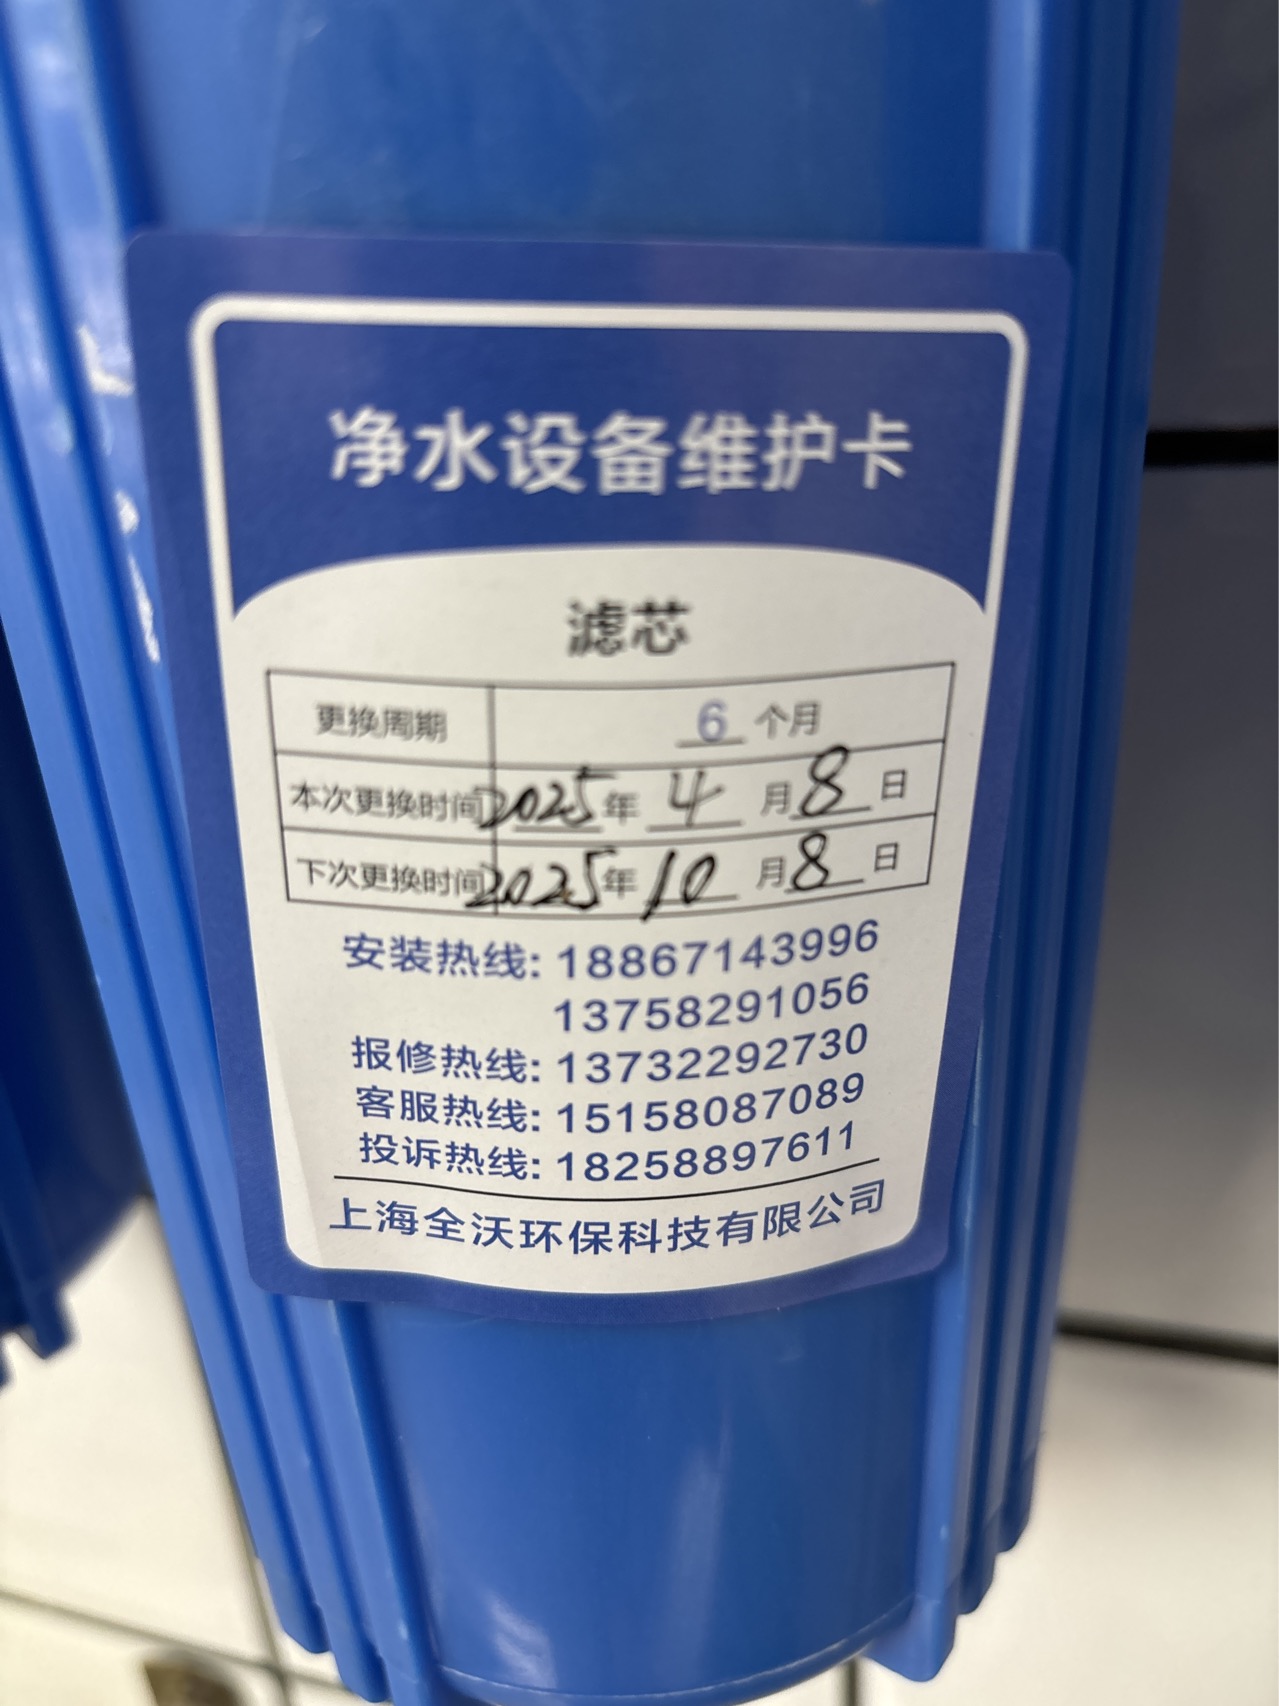 净水设备维护卡
滤芯
更换周期 6 个月
本次更换时间 2025 年 4 月 8 日
下次更换时间 2025 年 10 月 8 日
安装热线: 18867143996
13758291056
报修热线: 13732292730
客服热线: 15158087089
投诉热线: 18258897611
上海全沃环保科技有限公司